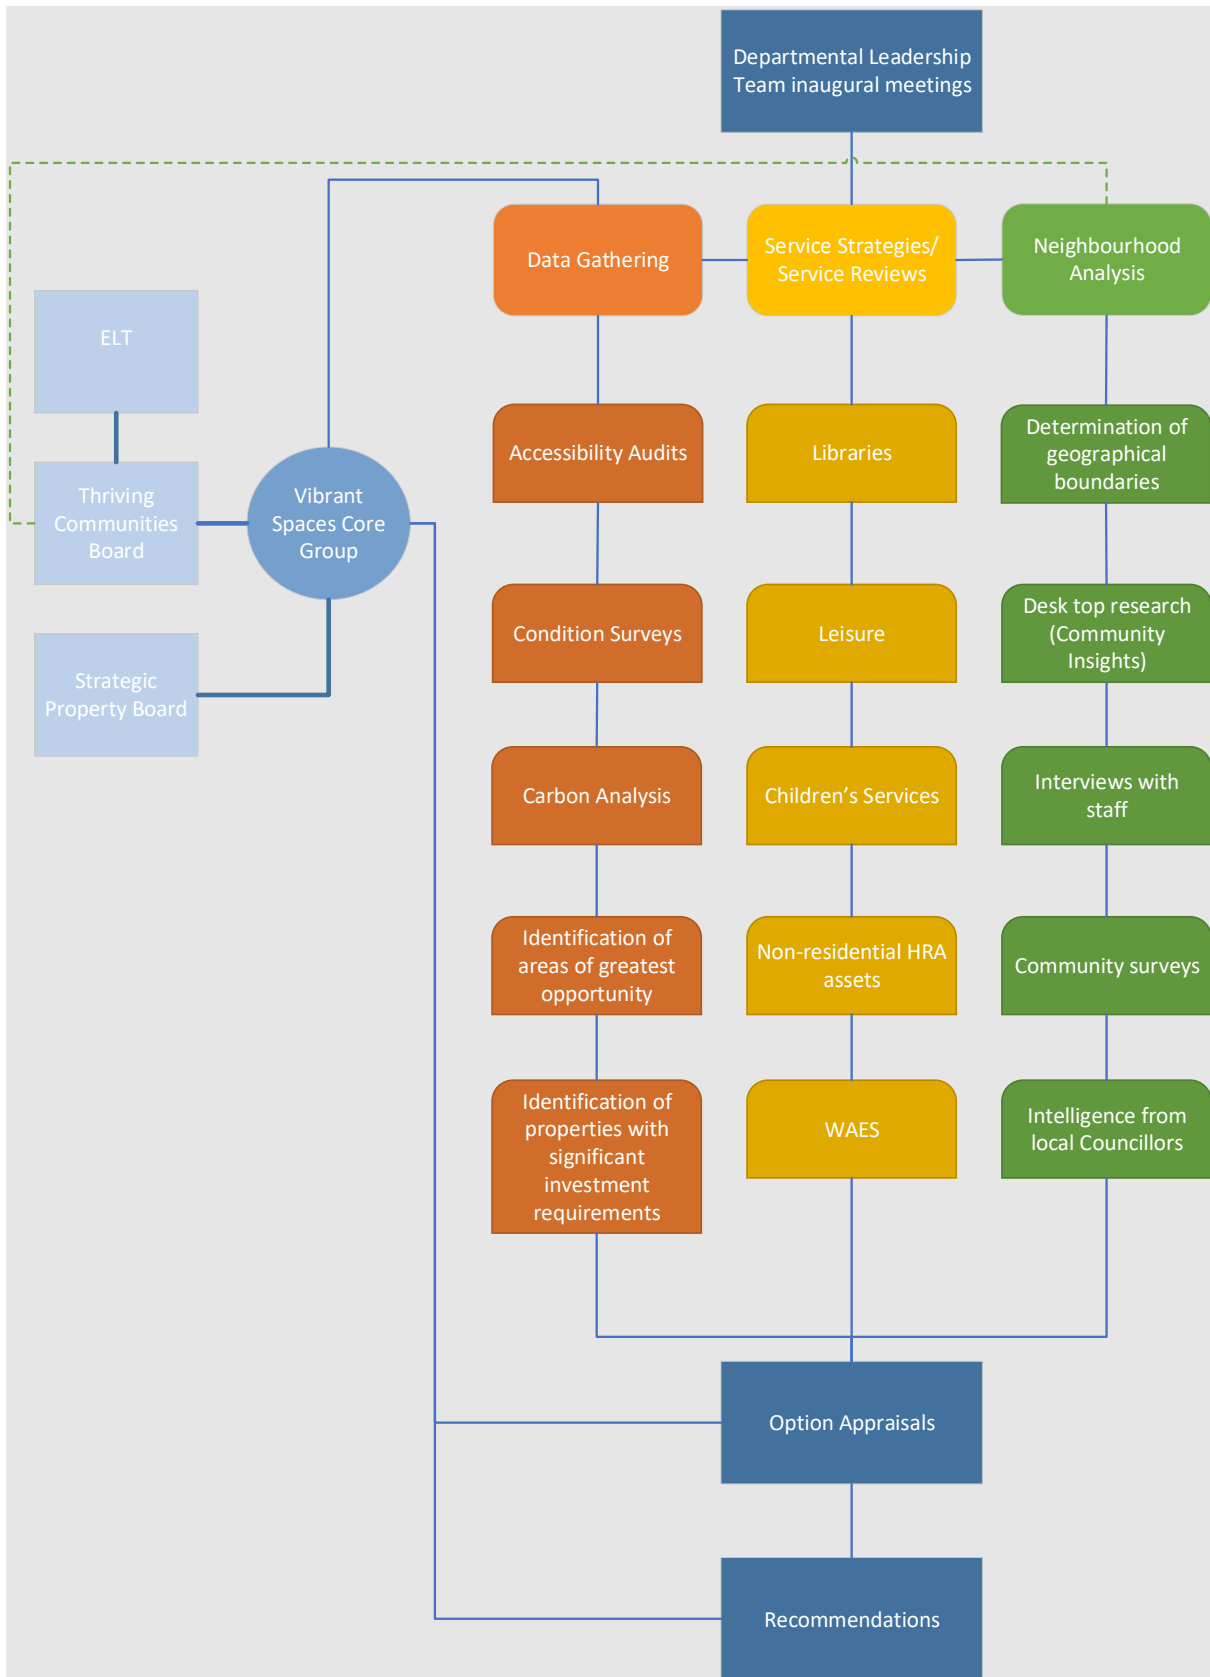 Departmental Leadership
Team inaugural meetings
Data Gathering
Service Strategies/
Service Reviews
Neighbourhood
Analysis
ELT
Thriving
Communities
Board
Vibrant
Spaces Core
Group
Strategic
Property Board
Accessibility Audits
Libraries
Determination of
geographical
boundaries
Condition Surveys
Leisure
Desk top research
(Community
Insights)
Carbon Analysis
Children’s Services
Interviews with
staff
Identification of
areas of greatest
opportunity
Non-residential HRA
assets
Community surveys
Identification of
properties with
significant
investment
requirements
WAES
Intelligence from
local Councillors
Option Appraisals
Recommendations